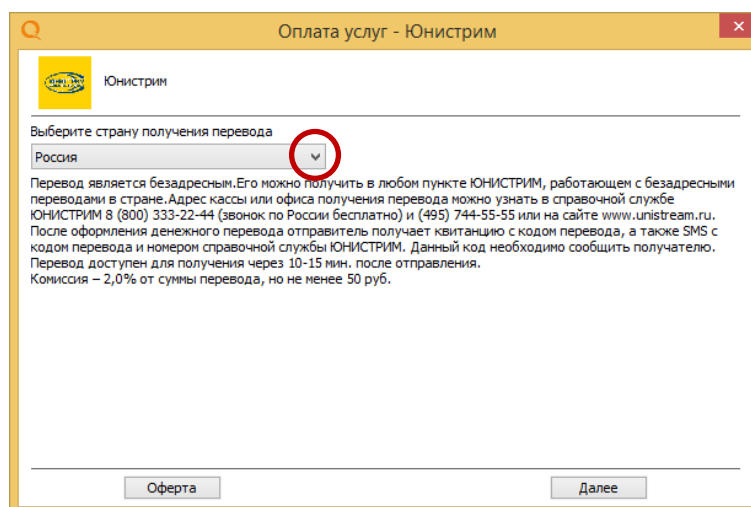 Оплата услуг - Юнистрим
ЮНИСТРИМ
Юнистрим
Выберите страну получения перевода
Россия
Перевод является безадресным.Его можно получить в любом пункте ЮНИСТРИМ, работающем с безадресными
переводами в стране.Адрес кассы или офиса получения перевода можно узнать в справочной службе
ЮНИСТРИМ 8 (800) 333-22-44 (звонок по России бесплатно) и (495) 744-55-55 или на сайте www.unistream.ru.
После оформления денежного перевода отправитель получает квитанцию с кодом перевода, а также SMS с
кодом перевода и номером справочной службы ЮНИСТРИМ. Данный код необходимо сообщить получателю.
Перевод доступен для получения через 10-15 мин. после отправления.
Комиссия – 2,0% от суммы перевода, но не менее 50 руб.
Оферта
Далее